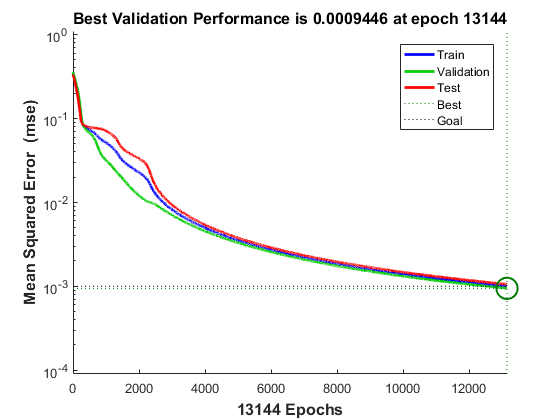 Best Validation Performance is 0.0009446 at epoch 13144
10^0
10^-1
10^-2
10^-3
10^-4
Mean Squared Error (mse)
Train
Validation
Test
Best
Goal
0 2000 4000 6000 8000 10000 12000
13144 Epochs